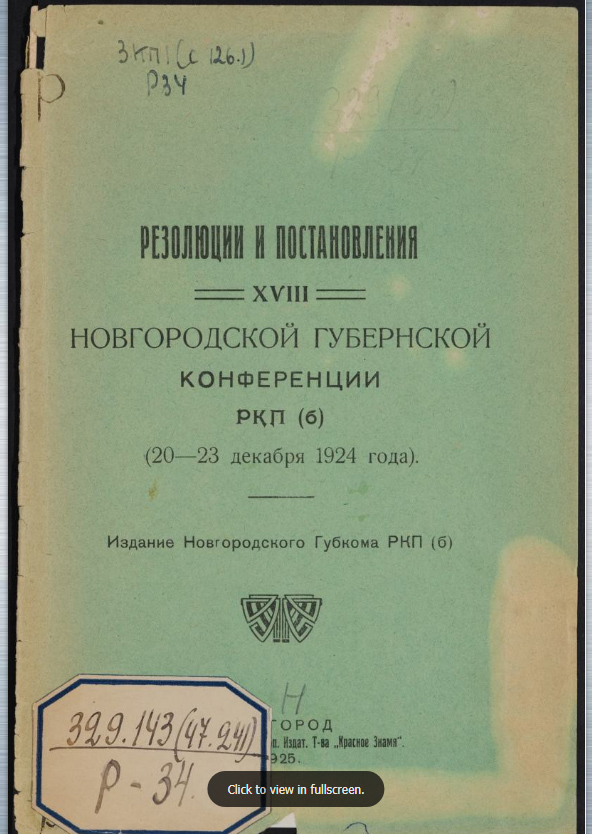 ЗКП1(С 126.1)
Р34
Р
РЕЗОЛЮЦИИ И ПОСТАНОВЛЕНИЯ
XVIII
НОВГОРОДСКОЙ ГУБЕРНСКОЙ
КОНФЕРЕНЦИИ
РКП (б)
(20—23 декабря 1924 года).
Издание Новгородского Губкома РКП (б)
Н
ГОРОД
329.143(47.241)
п. Издат. Т-ва „Красное Знамя".
925.
Р-34.
Click to view in fullscreen.